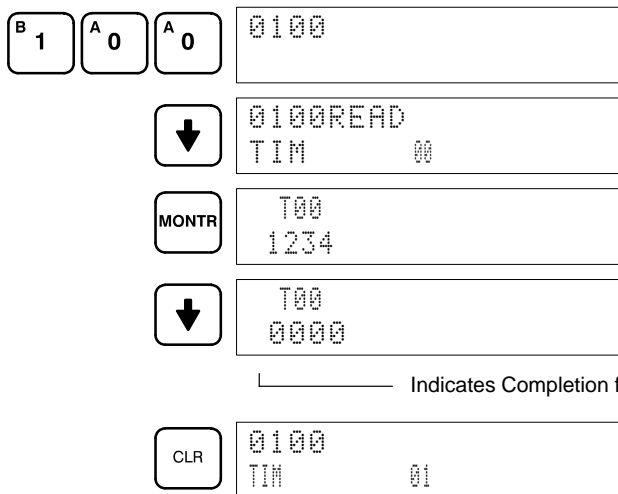 B 1 A 0 A 0 0100
0100READ
TIM 00
MONTR T00
1234
T00
0000
Indicates Completion f
CLR 0100
TIM 01